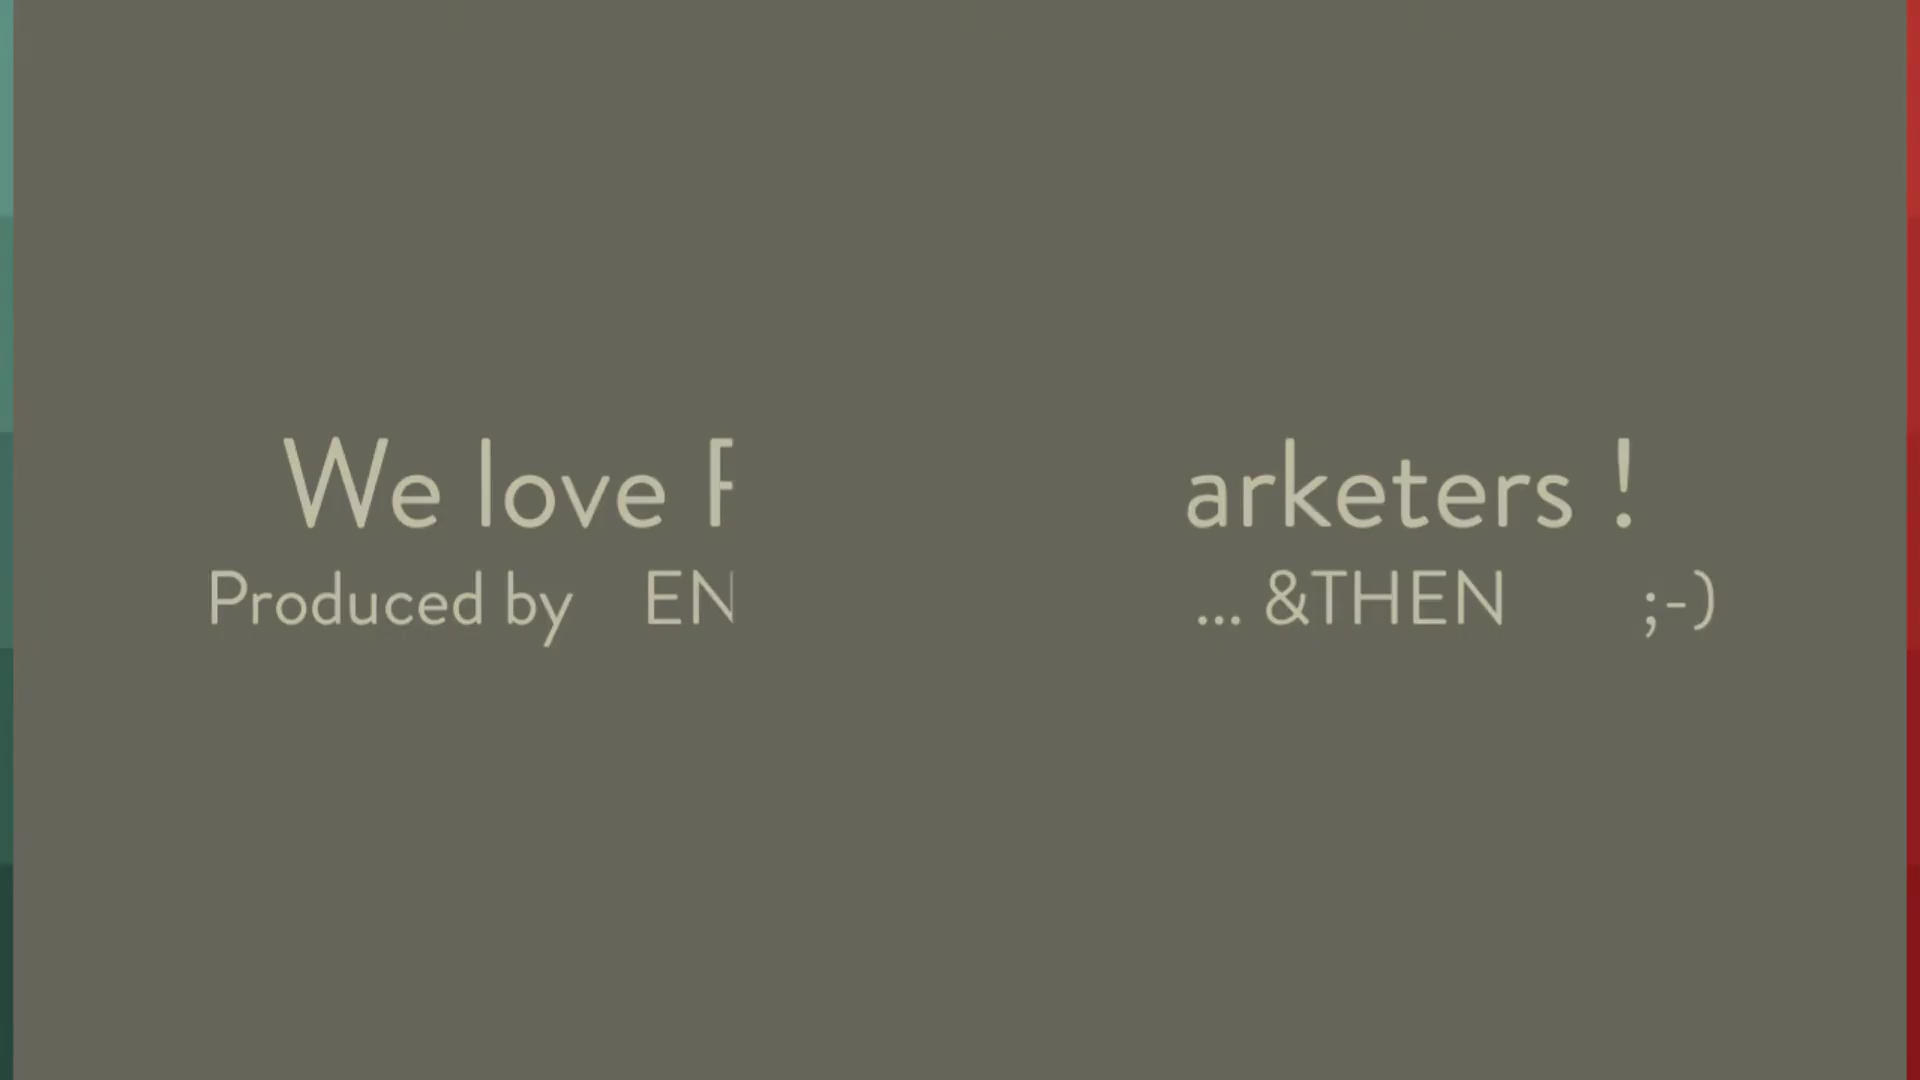 We love
arketers !
Produced by EN
... &THEN ;-)